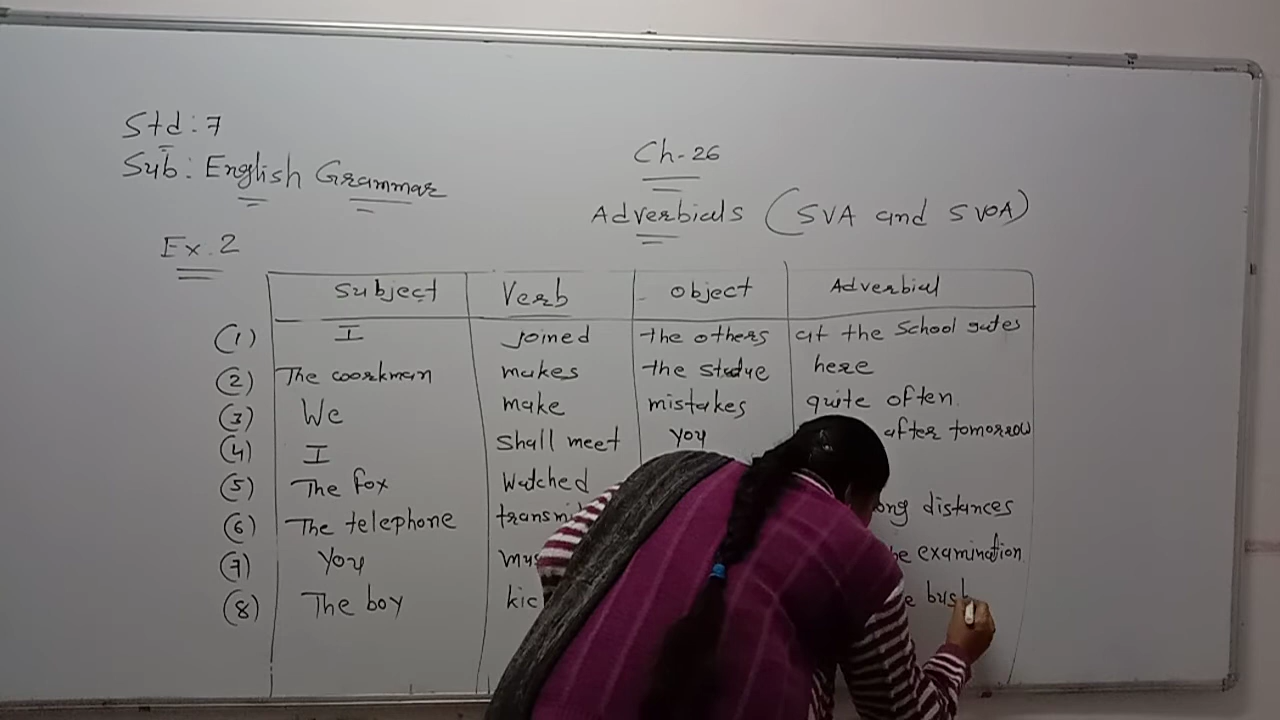 Std: 7
Sub: English Grammar
Ch-26
Adverbials (SVA and SVOA)
Ex. 2
Subject Verb Object Adverbial
(1) I joined the others at the School gates
(2) The workman makes the statue here
(3) We make mistakes quite often.
(4) I Shall meet you after tomorrow
(5) The fox Watched
(6) The telephone distances
(7) You examination.
(8) The boy